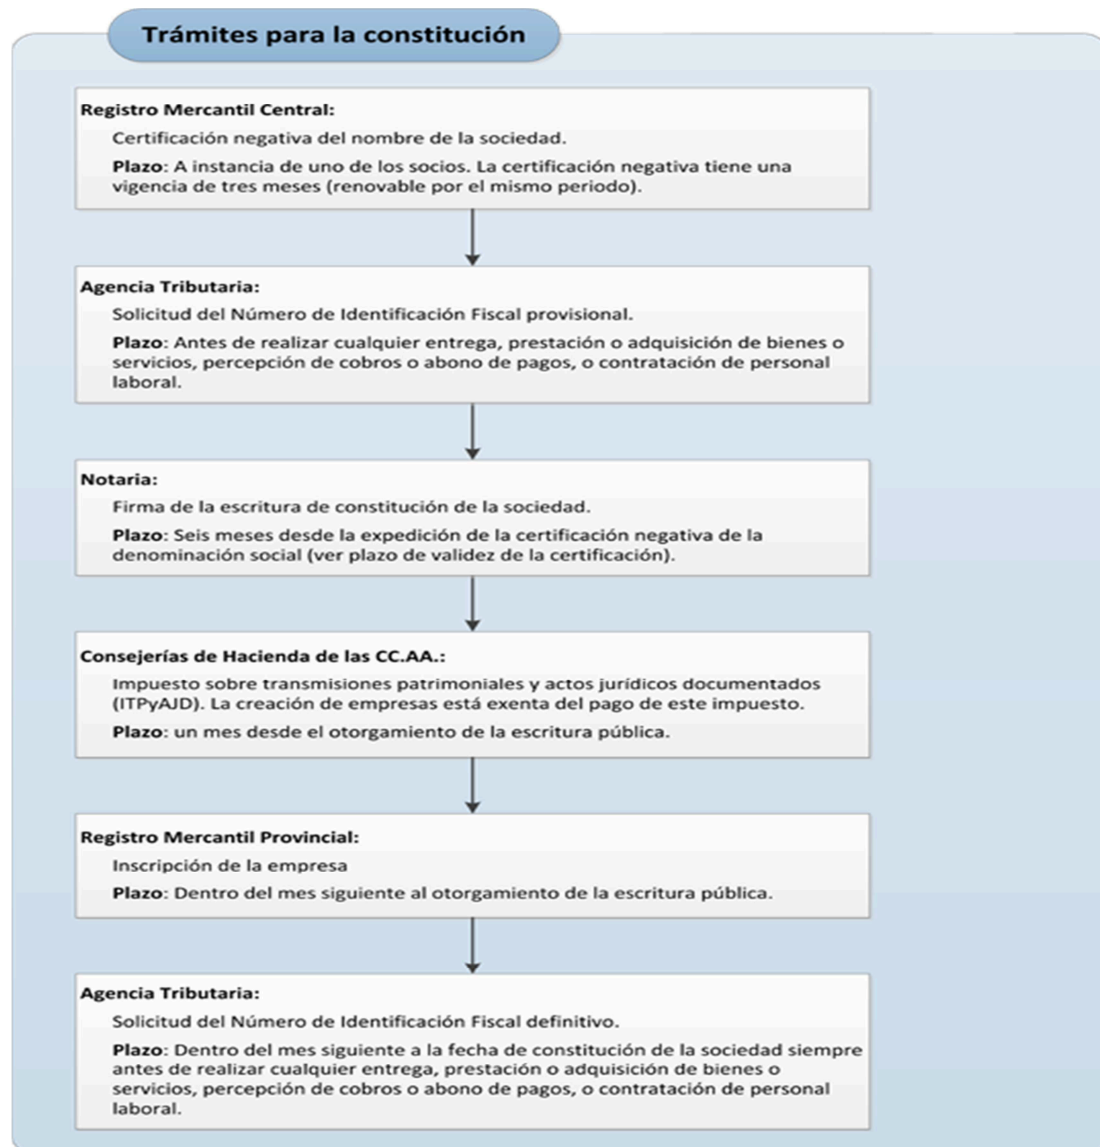 Trámites para la constitución
Registro Mercantil Central:
Certificación negativa del nombre de la sociedad.
Plazo: A instancia de uno de los socios. La certificación negativa tiene una
vigencia de tres meses (renovable por el mismo periodo).
Agencia Tributaria:
Solicitud del Número de Identificación Fiscal provisional.
Plazo: Antes de realizar cualquier entrega, prestación o adquisición de bienes o
servicios, percepción de cobros o abono de pagos, o contratación de personal
laboral.
Notaria:
Firma de la escritura de constitución de la sociedad.
Plazo: Seis meses desde la expedición de la certificación negativa de la
denominación social (ver plazo de validez de la certificación).
Consejerías de Hacienda de las CC.AA.:
Impuesto sobre transmisiones patrimoniales y actos jurídicos documentados
(ITPyAJD). La creación de empresas está exenta del pago de este impuesto.
Plazo: un mes desde el otorgamiento de la escritura pública.
Registro Mercantil Provincial:
Inscripción de la empresa
Plazo: Dentro del mes siguiente al otorgamiento de la escritura pública.
Agencia Tributaria:
Solicitud del Número de Identificación Fiscal definitivo.
Plazo: Dentro del mes siguiente a la fecha de constitución de la sociedad siempre
antes de realizar cualquier entrega, prestación o adquisición de bienes o
servicios, percepción de cobros o abono de pagos, o contratación de personal
laboral.